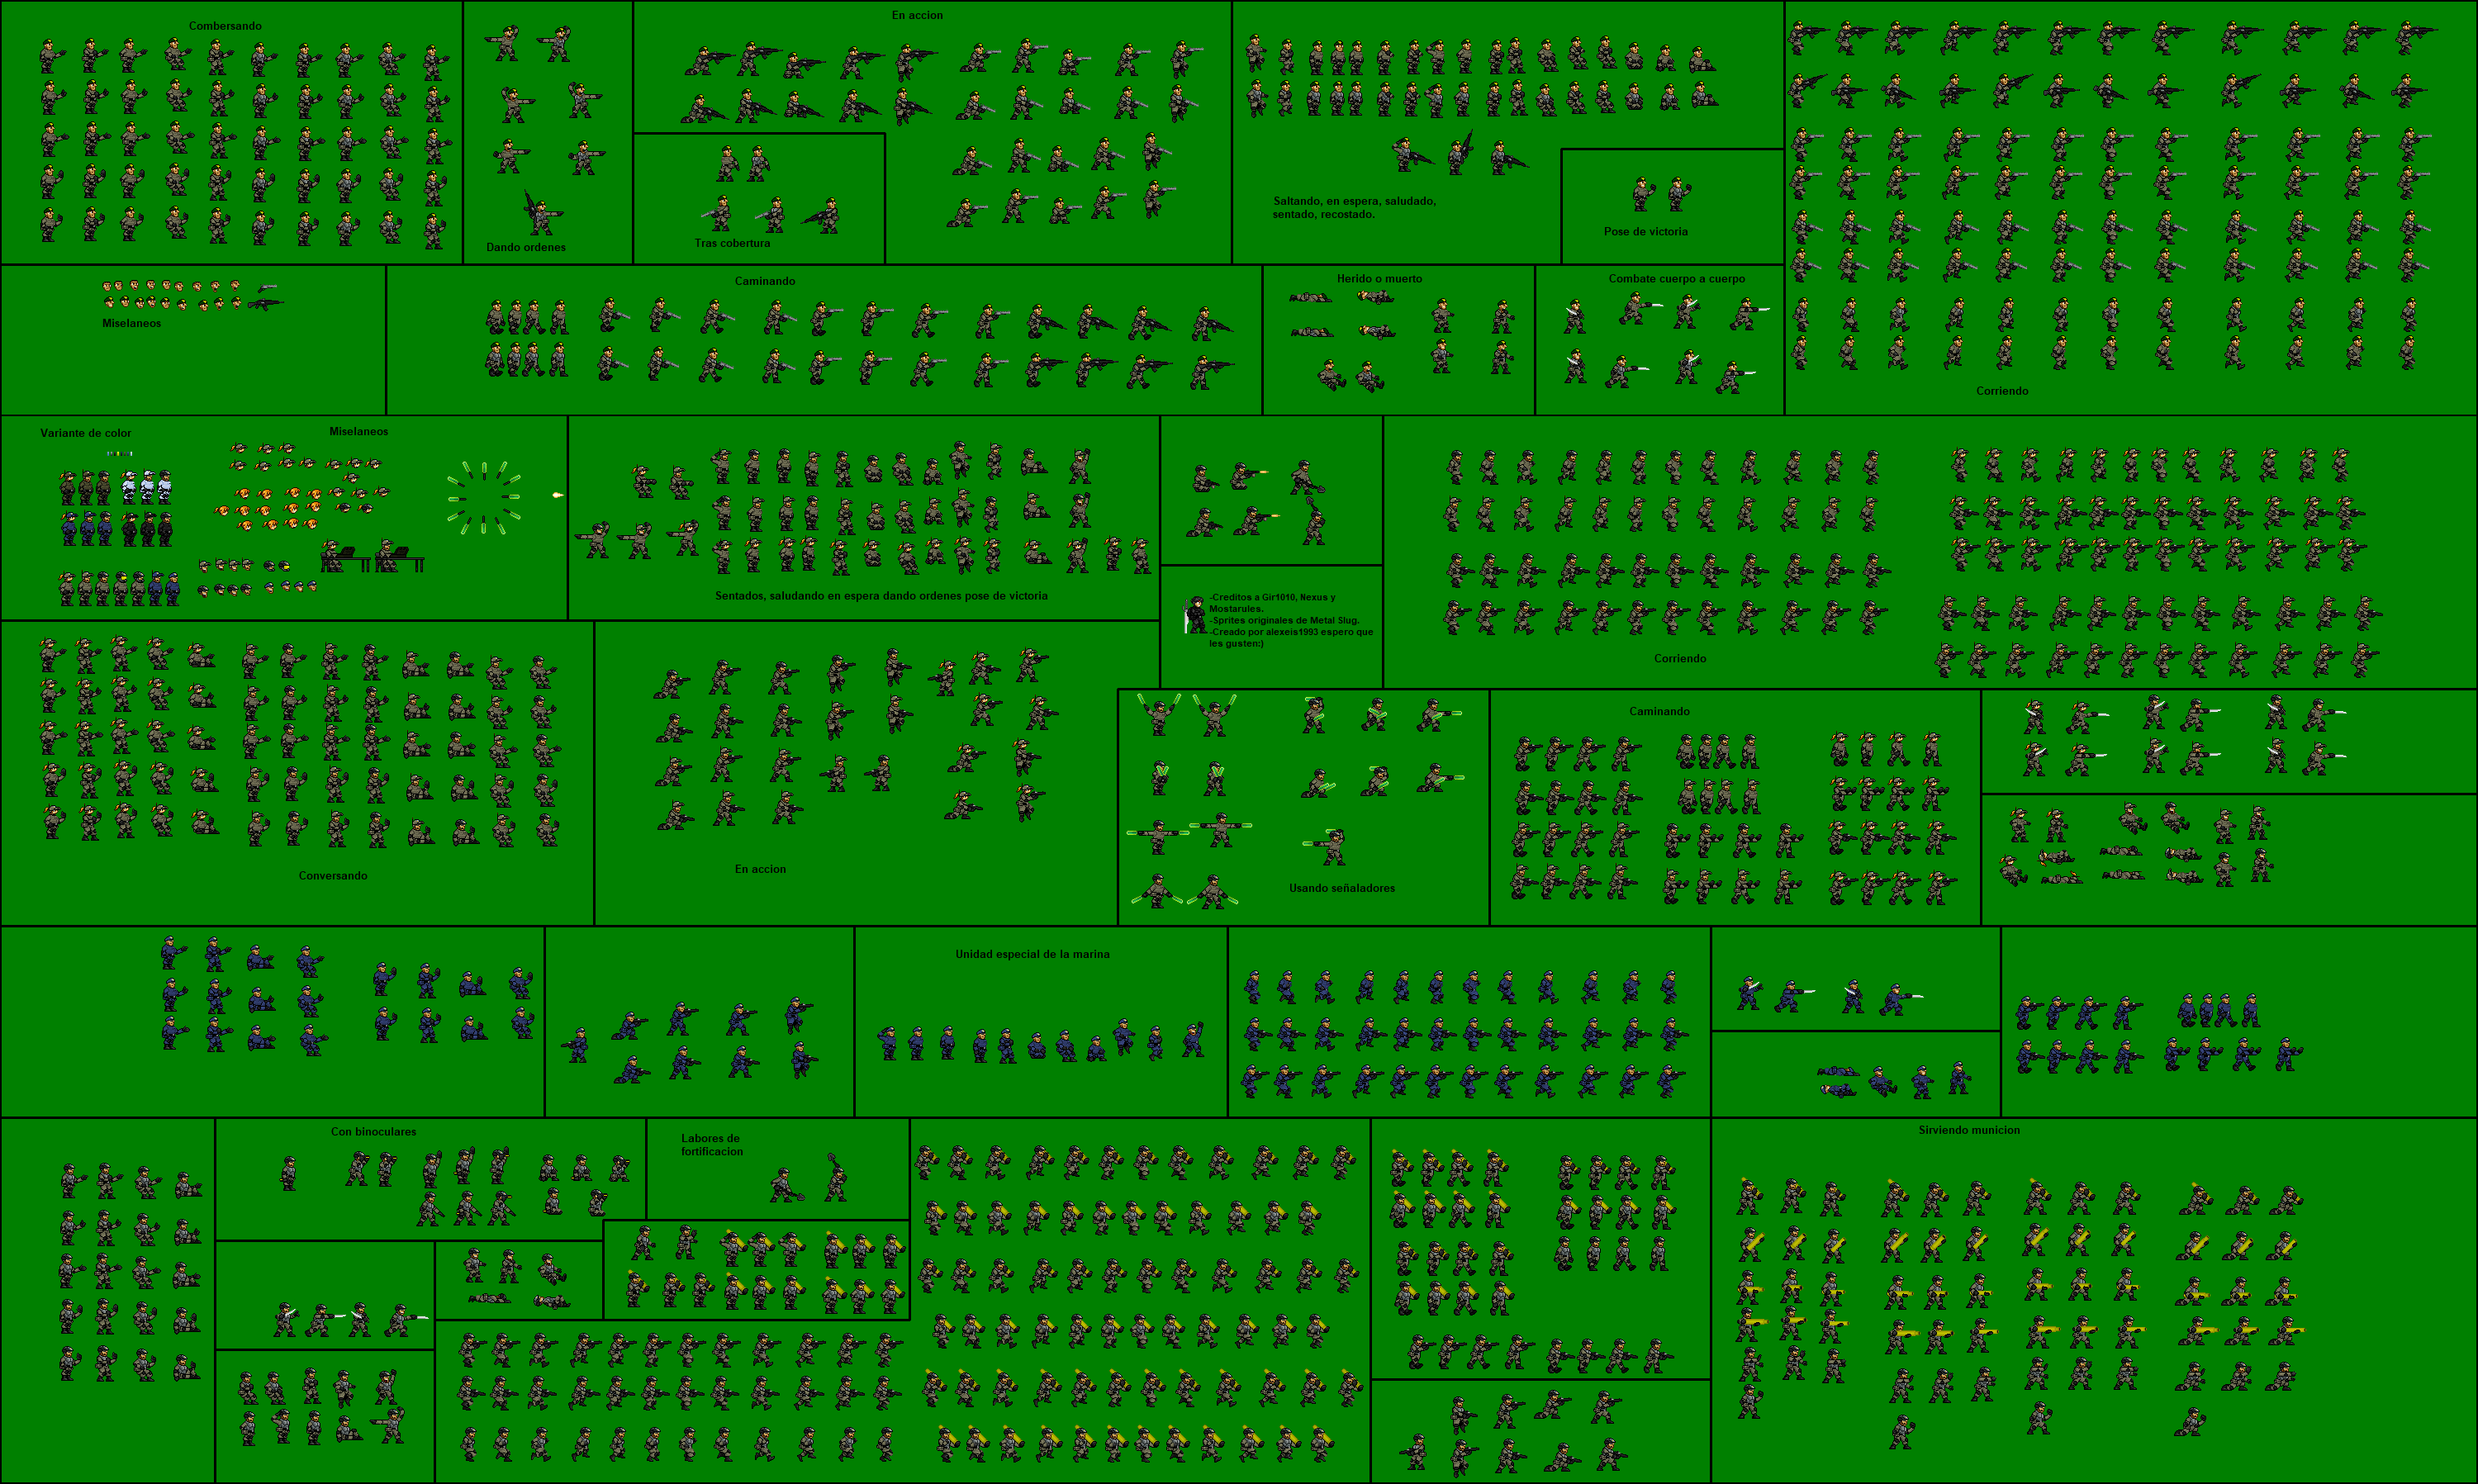 Combersando
En accion
Dando ordenes
Tras cobertura
Saltando, en espera, saludado,
sentado, recostado.
Pose de victoria
Miselaneos
Caminando
Herido o muerto
Combate cuerpo a cuerpo
Corriendo
Variante de color
Miselaneos
Sentados, saludando en espera dando ordenes pose de victoria
-Creditos a Gir1010, Nexus y
Mostarules.
-Sprites originales de Metal Slug.
-Creado por alexeis1993 espero que
les gusten:)
Corriendo
Conversando
En accion
Usando señaladores
Caminando
Unidad especial de la marina
Con binoculares
Labores de
fortificacion
Sirviendo municion